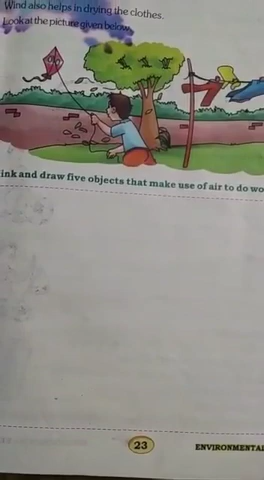 Wind also helps in drying the clothes.
Look at the picture given below.
ink and draw five objects that make use of air to do wo
23
ENVIRONMENTAL